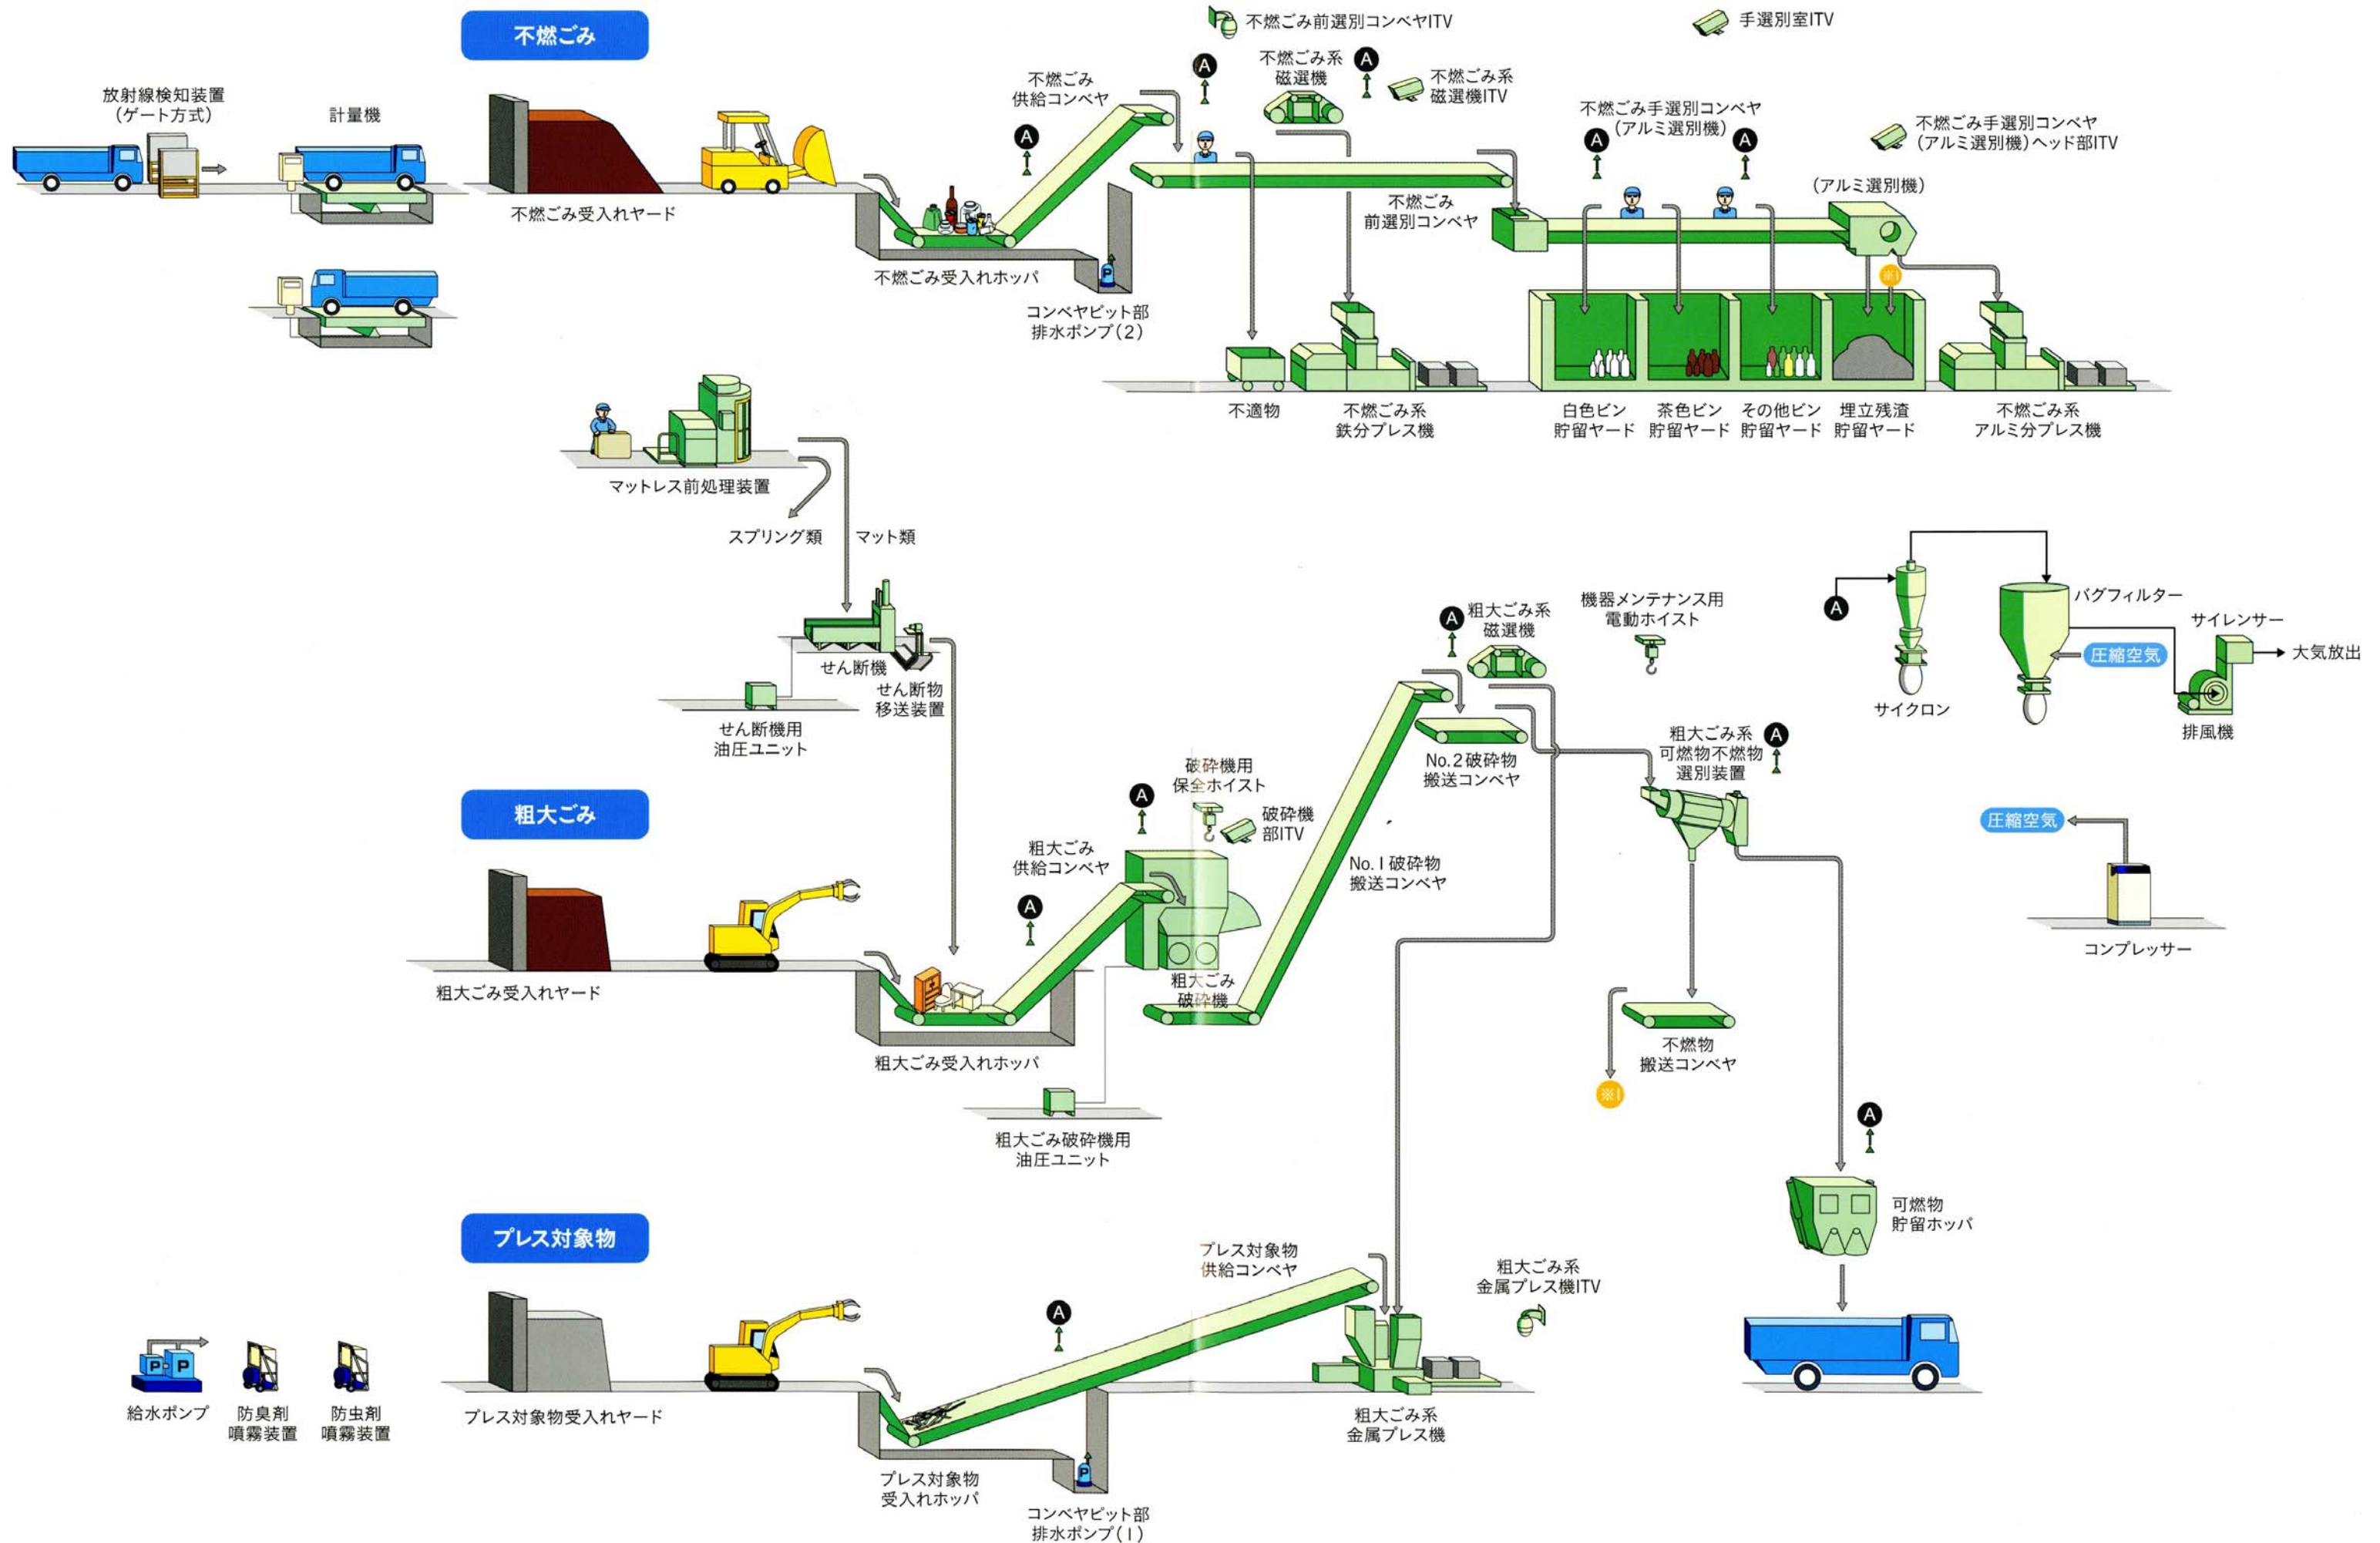 不燃ごみ
不燃ごみ前選別コンベヤITV
手選別室ITV
放射線検知装置
(ゲート方式)
計量機
不燃ごみ
供給コンベヤ
A
A
不燃ごみ系
磁選機
A
不燃ごみ系
磁選機ITV
不燃ごみ手選別コンベヤ
(アルミ選別機)
A
A
不燃ごみ手選別コンベヤ
(アルミ選別機)ヘッド部ITV
(アルミ選別機)
不燃ごみ受入れヤード
不燃ごみ
前選別コンベヤ
不燃ごみ受入れホッパ
P
コンベヤピット部
排水ポンプ(2)
※1
不適物
不燃ごみ系
鉄分プレス機
白色ビン
貯留ヤード
茶色ビン
貯留ヤード
その他ビン
貯留ヤード
埋立残渣
貯留ヤード
不燃ごみ系
アルミ分プレス機
マットレス前処理装置
スプリング類
マット類
せん断機
せん断物
移送装置
せん断機用
油圧ユニット
A
粗大ごみ系
磁選機
機器メンテナンス用
電動ホイスト
A
サイクロン
バグフィルター
圧縮空気
サイレンサー
大気放出
排風機
粗大ごみ
破砕機用
保全ホイスト
破砕機
部ITV
A
粗大ごみ
供給コンベヤ
A
No.2破砕物
搬送コンベヤ
No.1破砕物
搬送コンベヤ
粗大ごみ系
可燃物不燃物
選別装置
A
圧縮空気
コンプレッサー
粗大ごみ受入れヤード
粗大ごみ
破砕機
粗大ごみ受入れホッパ
粗大ごみ破砕機用
油圧ユニット
不燃物
搬送コンベヤ
※1
A
可燃物
貯留ホッパ
プレス対象物
プレス対象物
供給コンベヤ
A
粗大ごみ系
金属プレス機ITV
P
P
給水ポンプ
防臭剤
噴霧装置
防虫剤
噴霧装置
プレス対象物受入れヤード
プレス対象物
受入れホッパ
P
コンベヤピット部
排水ポンプ(1)
粗大ごみ系
金属プレス機